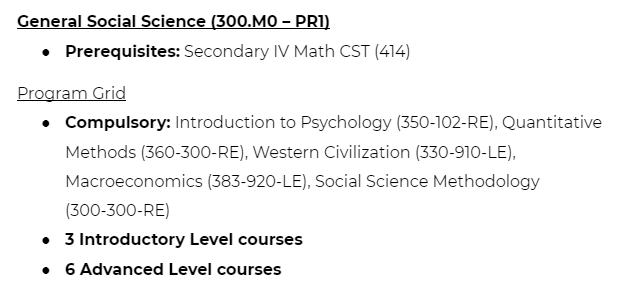 General Social Science (300.M0 – PR1)
● Prerequisites: Secondary IV Math CST (414)
Program Grid
● Compulsory: Introduction to Psychology (350-102-RE), Quantitative
Methods (360-300-RE), Western Civilization (330-910-LE),
Macroeconomics (383-920-LE), Social Science Methodology
(300-300-RE)
● 3 Introductory Level courses
● 6 Advanced Level courses